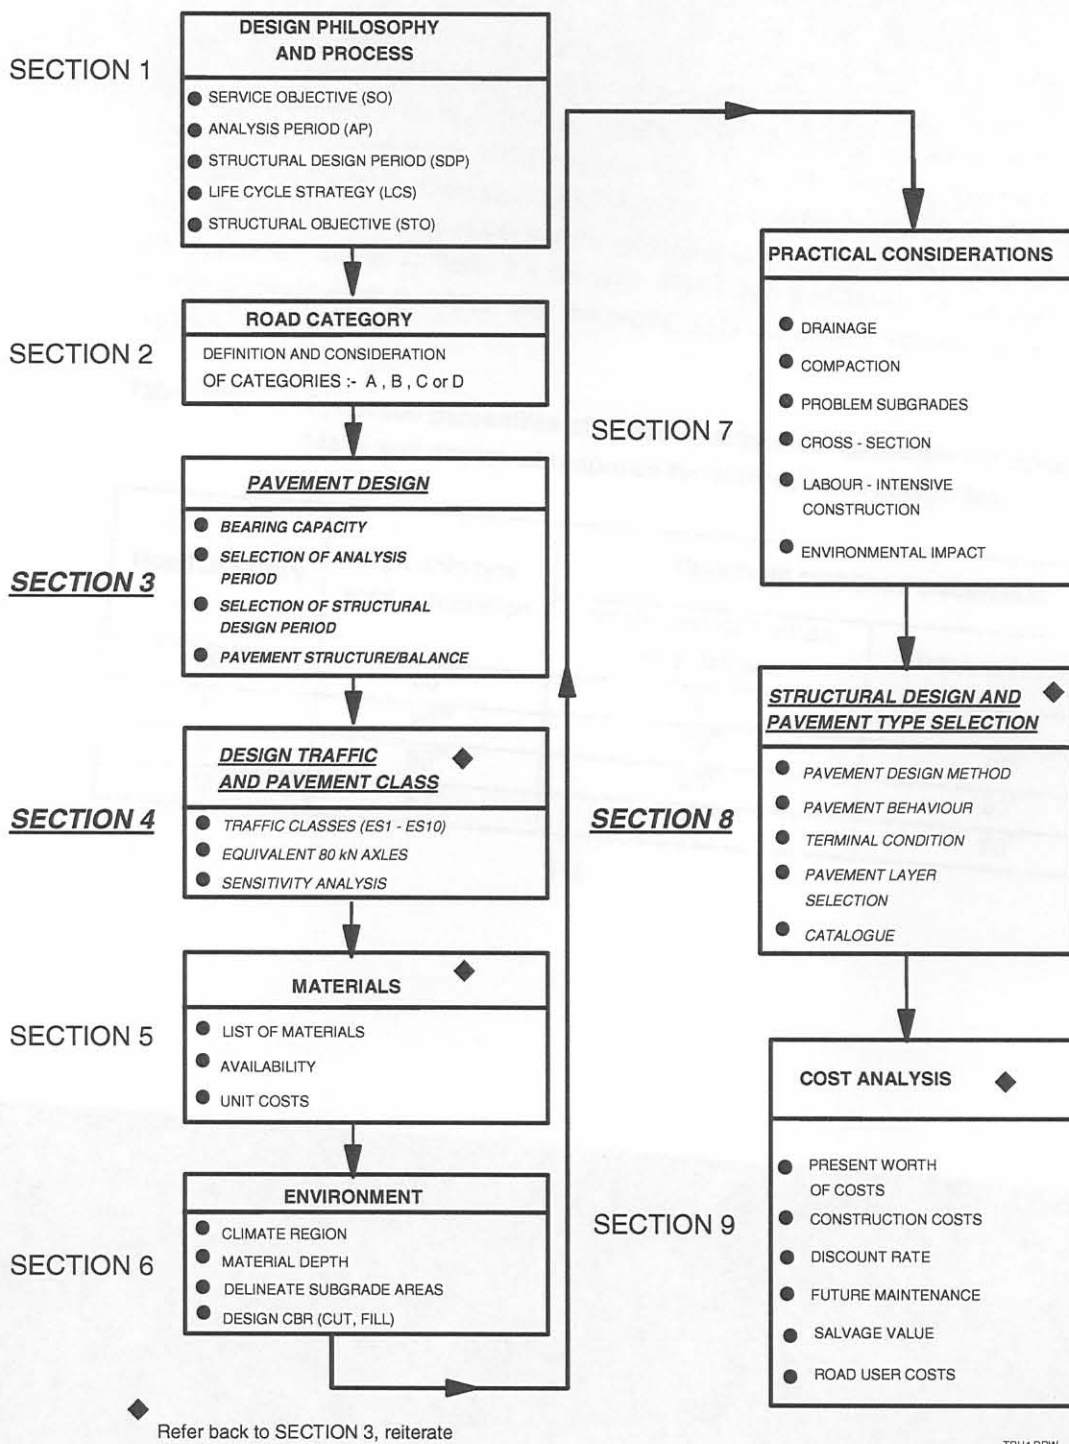 SECTION 1
DESIGN PHILOSOPHY
AND PROCESS
SERVICE OBJECTIVE (SO)
ANALYSIS PERIOD (AP)
STRUCTURAL DESIGN PERIOD (SDP)
LIFE CYCLE STRATEGY (LCS)
STRUCTURAL OBJECTIVE (STO)
SECTION 2
ROAD CATEGORY
DEFINITION AND CONSIDERATION
OF CATEGORIES :- A , B , C or D
SECTION 3
PAVEMENT DESIGN
BEARING CAPACITY
SELECTION OF ANALYSIS
PERIOD
SELECTION OF STRUCTURAL
DESIGN PERIOD
PAVEMENT STRUCTURE/BALANCE
SECTION 4
DESIGN TRAFFIC
AND PAVEMENT CLASS
TRAFFIC CLASSES (ES1 - ES10)
EQUIVALENT 80 kN AXLES
SENSITIVITY ANALYSIS
SECTION 5
MATERIALS
LIST OF MATERIALS
AVAILABILITY
UNIT COSTS
SECTION 6
ENVIRONMENT
CLIMATE REGION
MATERIAL DEPTH
DELINEATE SUBGRADE AREAS
DESIGN CBR (CUT, FILL)
SECTION 7
PRACTICAL CONSIDERATIONS
DRAINAGE
COMPACTION
PROBLEM SUBGRADES
CROSS - SECTION
LABOUR - INTENSIVE
CONSTRUCTION
ENVIRONMENTAL IMPACT
SECTION 8
STRUCTURAL DESIGN AND
PAVEMENT TYPE SELECTION
PAVEMENT DESIGN METHOD
PAVEMENT BEHAVIOUR
TERMINAL CONDITION
PAVEMENT LAYER
SELECTION
CATALOGUE
SECTION 9
COST ANALYSIS
PRESENT WORTH
OF COSTS
CONSTRUCTION COSTS
DISCOUNT RATE
FUTURE MAINTENANCE
SALVAGE VALUE
ROAD USER COSTS
Refer back to SECTION 3, reiterate